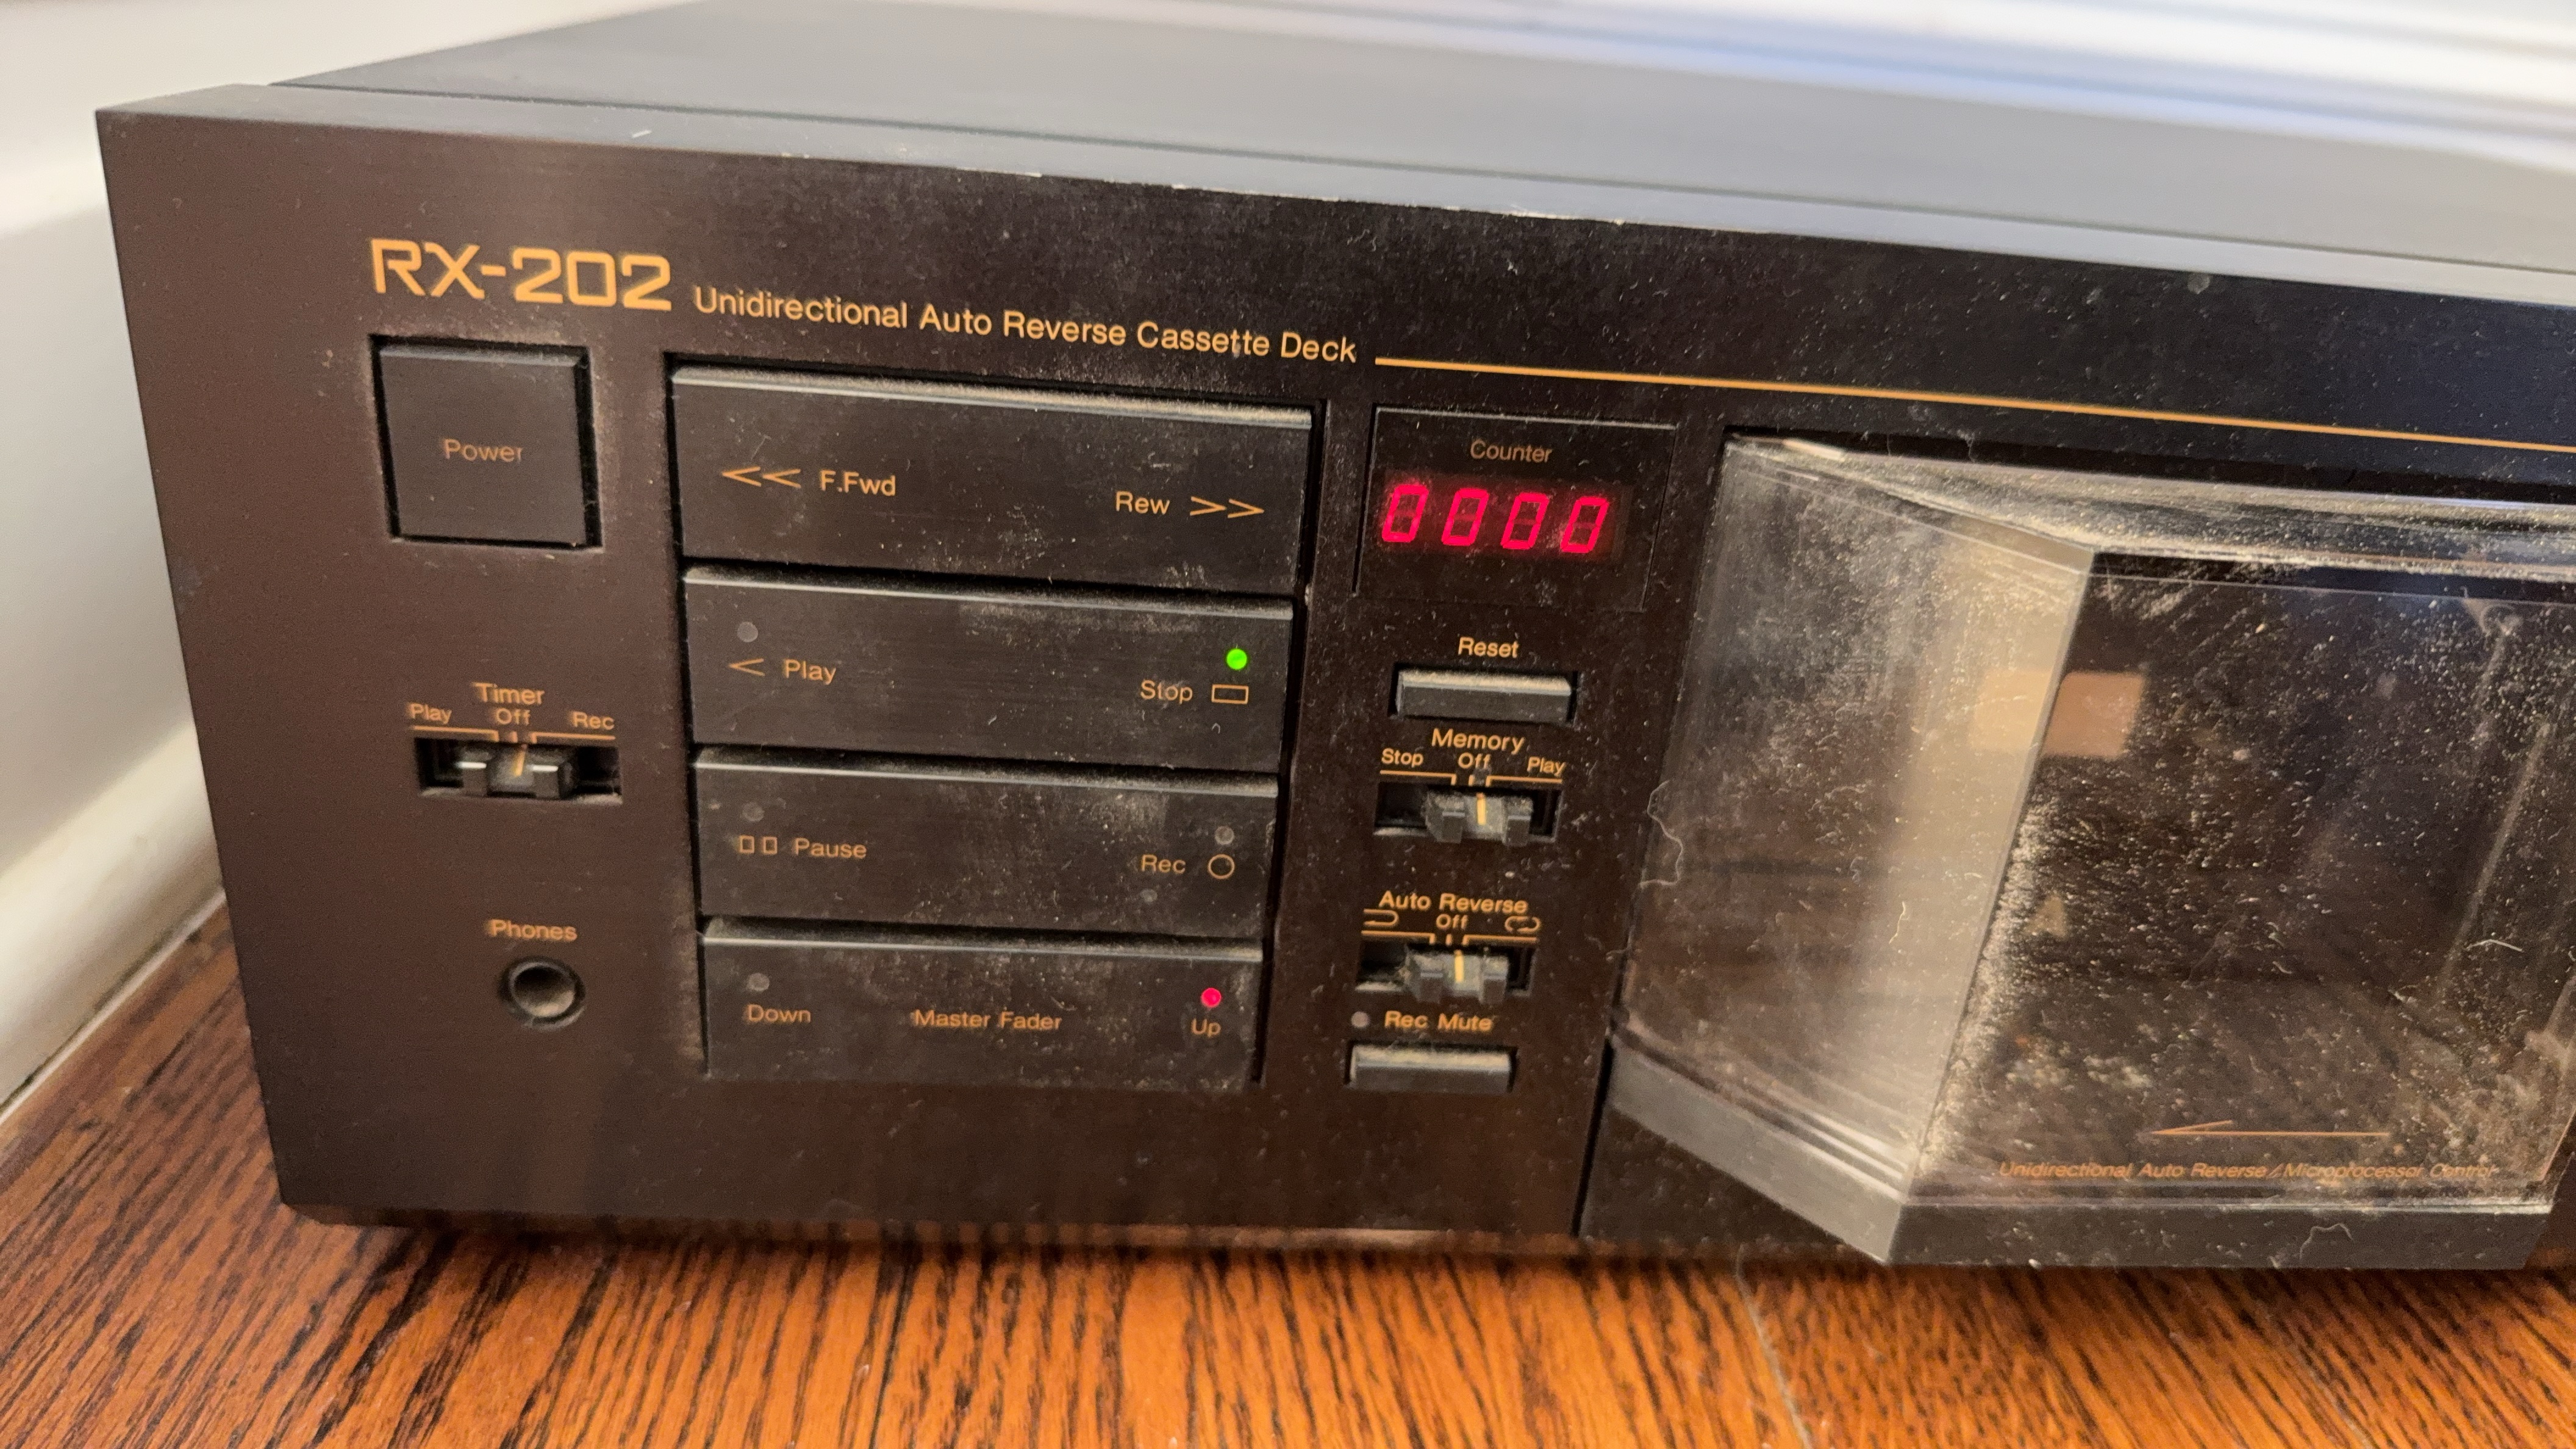 RX-202 Unidirectional Auto Reverse Cassette Deck
Power
<< F.Fwd
Rew >>
Counter
0000
< Play
Stop
Reset
Timer
Play Off Rec
Memory
Stop Off Play
Pause
Rec
Auto Reverse
Off
Phones
Down Master Fader Up
Rec Mute
Unidirectional Auto Reverse/Microprocessor Control